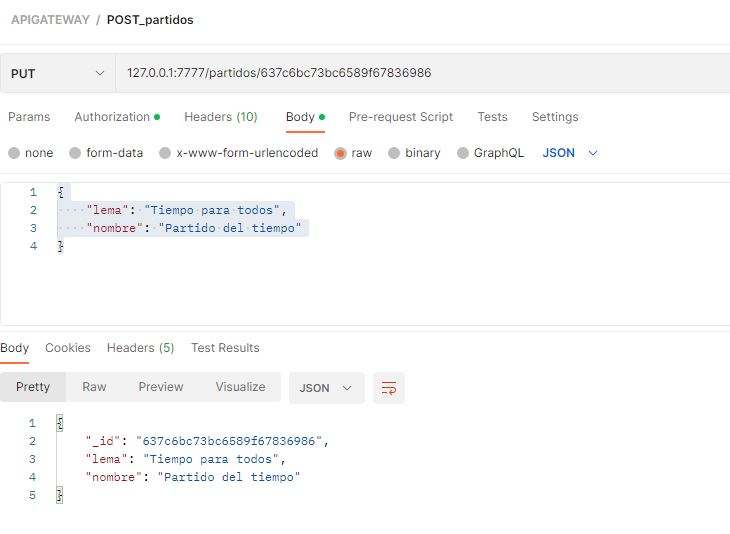 APIGATEWAY / POST_partidos
PUT 127.0.0.1:7777/partidos/637c6bc73bc6589f67836986
Params Authorization Headers (10) Body Pre-request Script Tests Settings
none form-data x-www-form-urlencoded raw binary GraphQL JSON
1 {
2 "lema": "Tiempo para todos",
3 "nombre": "Partido del tiempo"
4 }
Body Cookies Headers (5) Test Results
Pretty Raw Preview Visualize JSON
1 {
2 "_id": "637c6bc73bc6589f67836986",
3 "lema": "Tiempo para todos",
4 "nombre": "Partido del tiempo"
5 }